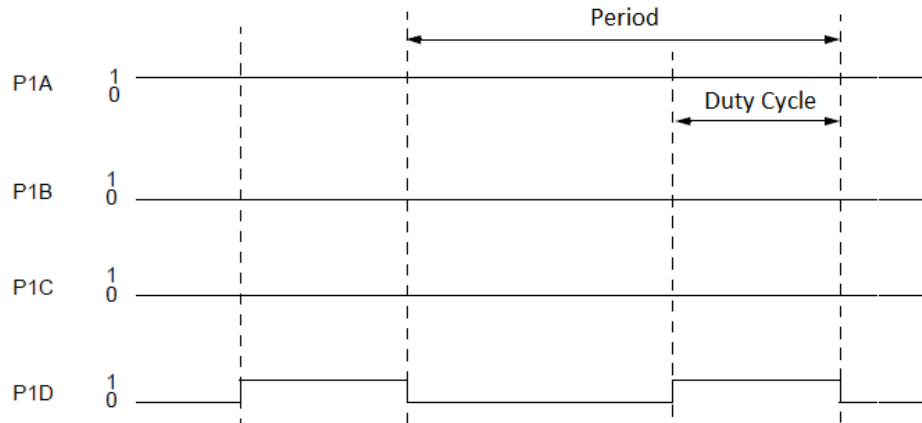 Period
P1A 1
0
Duty Cycle
P1B 1
0
P1C 1
0
P1D 1
0